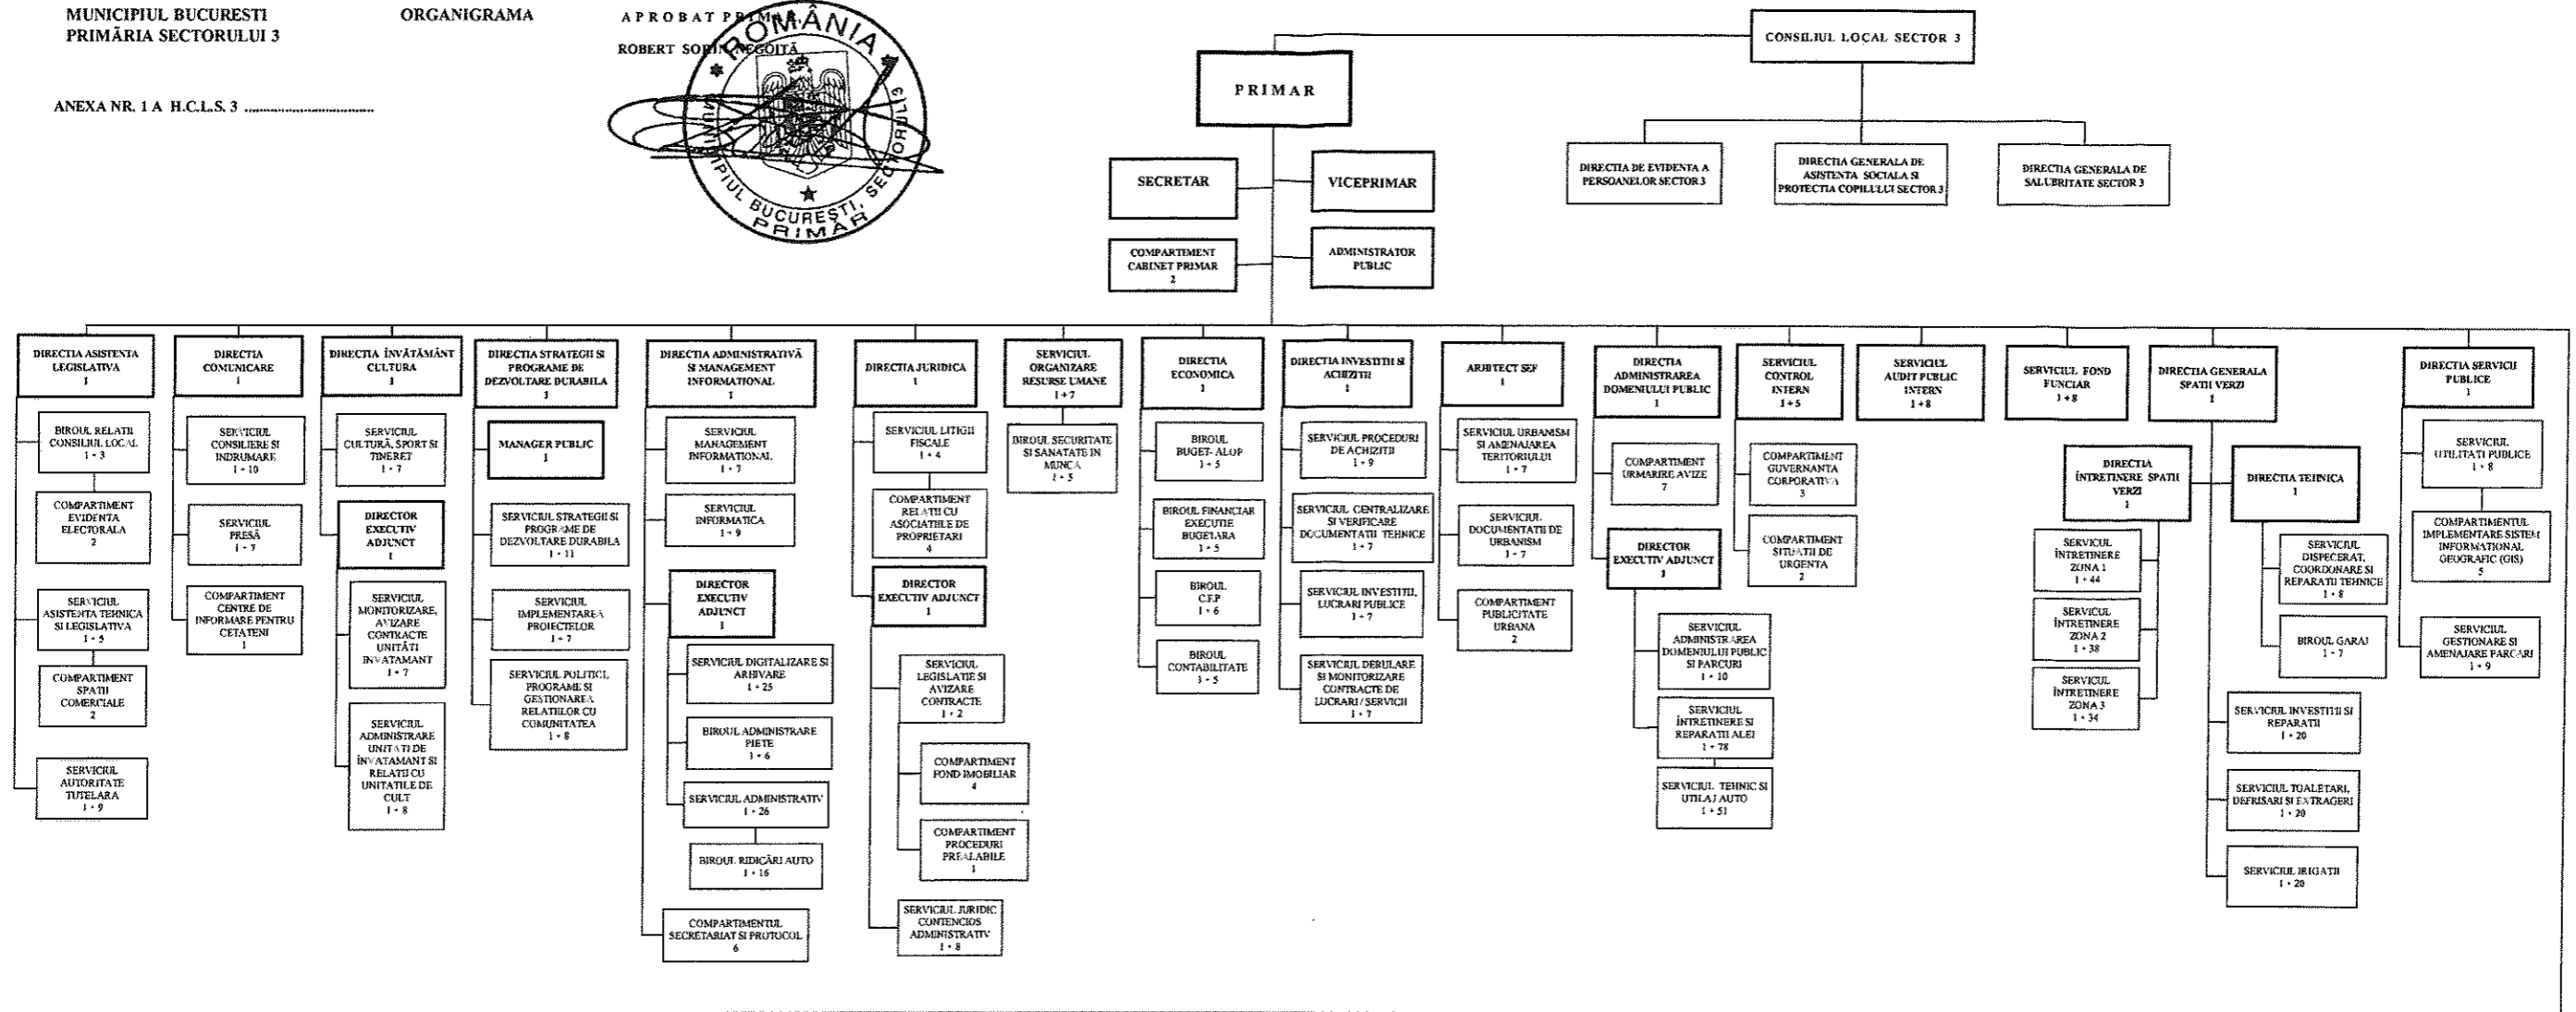 MUNICIPIUL BUCURESTI
PRIMĂRIA SECTORULUI 3
ORGANIGRAMA
APROBAT PRIMAR,
ROBERT SORIN NEGOIȚĂ
ANEXA NR. 1 A H.C.L.S. 3 ..................................
ROMÂNIA
MUNICIPIUL BUCUREȘTI, SECTORUL 3
PRIMAR
CONSILIUL LOCAL SECTOR 3
PRIMAR
DIRECTIA DE EVIDENTA A
PERSOANELOR SECTOR 3
DIRECTIA GENERALA DE
ASISTENTA SOCIALA SI
PROTECTIA COPILULUI SECTOR 3
DIRECTIA GENERALA DE
SALUBRITATE SECTOR 3
SECRETAR
VICEPRIMAR
COMPARTIMENT
CABINET PRIMAR
2
ADMINISTRATOR
PUBLIC
DIRECTIA ASISTENTA
LEGISLATIVA
1
BIROUL RELATII
CONSILIUL LOCAL
1 + 3
COMPARTIMENT
EVIDENTA
ELECTORALA
2
SERVICIUL
ASISTENTA TEHNICA
SI LEGISLATIVA
1 + 5
COMPARTIMENT
SPATII
COMERCIALE
2
SERVICIUL
AUTORITATE
TUTELARA
1 + 9
DIRECTIA
COMUNICARE
1
SERVICIUL
CONSILIERE SI
INDRUMARE
1 + 10
SERVICIUL
PRESĂ
1 + 7
COMPARTIMENT
CENTRE DE
INFORMARE PENTRU
CETATENI
1
DIRECTIA ÎNVĂTĂMÂNT
CULTURA
1
SERVICIUL
CULTURĂ, SPORT SI
TINERET
1 + 7
DIRECTOR
EXECUTIV
ADJUNCT
1
SERVICIUL
MONITORIZARE,
AVIZARE
CONTRACTE
UNITĂTI
INVATAMANT
1 + 7
SERVICIUL
ADMINISTRARE
UNITATI DE
ÎNVATAMANT SI
RELATII CU
UNITATILE DE
CULT
1 + 8
DIRECTIA STRATEGII SI
PROGRAME DE
DEZVOLTARE DURABILA
1
MANAGER PUBLIC
1
SERVICIUL STRATEGII SI
PROGRAME DE
DEZVOLTARE DURABILA
1 + 11
SERVICIUL
IMPLEMENTAREA
PROIECTELOR
1 + 7
SERVICIUL POLITICI,
PROGRAME SI
GESTIONAREA
RELATIILOR CU
COMUNITATEA
1 + 8
DIRECTIA ADMINISTRATIVĂ
SI MANAGEMENT
INFORMATIONAL
1
SERVICIUL
MANAGEMENT
INFORMATIONAL
1 + 7
SERVICIUL
INFORMATICA
1 + 9
DIRECTOR
EXECUTIV
ADJUNCT
1
SERVICIUL DIGITALIZARE SI
ARHIVARE
1 + 25
BIROUL ADMINISTRARE
PIETE
1 + 6
SERVICIUL ADMINISTRATIV
1 + 26
BIROUL RIDICĂRI AUTO
1 + 16
COMPARTIMENTUL
SECRETARIAT SI PROTOCOL
6
DIRECTIA JURIDICA
1
SERVICIUL LITIGII
FISCALE
1 + 4
COMPARTIMENT
RELATII CU
ASOCIATIILE DE
PROPRIETARI
4
DIRECTOR
EXECUTIV ADJUNCT
1
SERVICIUL
LEGISLATIE SI
AVIZARE
CONTRACTE
1 + 2
COMPARTIMENT
FOND IMOBILIAR
4
COMPARTIMENT
PROCEDURI
PREALABILE
1
SERVICIUL JURIDIC
CONTENCIOS
ADMINISTRATIV
1 + 8
SERVICIUL
ORGANIZARE
RESURSE UMANE
1 + 7
BIROUL SECURITATE
SI SANATATE IN
MUNCA
1 + 5
DIRECTIA
ECONOMICA
1
BIROUL
BUGET- ALOP
1 + 5
BIROUL FINANCIAR
EXECUTIE
BUGETARA
1 + 5
BIROUL
C.F.P
1 + 6
BIROUL
CONTABILITATE
1 + 5
DIRECTIA INVESTITII SI
ACHIZITII
1
SERVICIUL PROCEDURI
DE ACHIZITII
1 + 9
SERVICIUL CENTRALIZARE
SI VERIFICARE
DOCUMENTATII TEHNICE
1 + 7
SERVICIUL INVESTITII,
LUCRARI PUBLICE
1 + 7
SERVICIUL DERULARE
SI MONITORIZARE
CONTRACTE DE
LUCRARI / SERVICII
1 + 7
ARHITECT SEF
1
SERVICIUL URBANISM
SI AMENAJAREA
TERITORIULUI
1 + 7
SERVICIUL
DOCUMENTATII DE
URBANISM
1 + 7
COMPARTIMENT
PUBLICITATE
URBANA
2
DIRECTIA
ADMINISTRAREA
DOMENIULUI PUBLIC
1
COMPARTIMENT
URMARIRE AVIZE
7
DIRECTOR
EXECUTIV ADJUNCT
1
SERVICIUL
ADMINISTRAREA
DOMENIULUI PUBLIC
SI PARCURI
1 + 10
SERVICIUL
ÎNTRETINERE SI
REPARATII ALEI
1 + 78
SERVICIUL TEHNIC SI
UTILAJ AUTO
1 + 51
SERVICIUL
CONTROL
INTERN
1 + 5
COMPARTIMENT
GUVERNANTA
CORPORATIVA
3
COMPARTIMENT
SITUATII DE
URGENTA
2
SERVICIUL
AUDIT PUBLIC
INTERN
1 + 8
SERVICIUL FOND
FUNCIAR
1 + 8
DIRECTIA GENERALA
SPATII VERZI
1
DIRECTIA
ÎNTRETINERE SPATII
VERZI
1
SERVICUL
ÎNTRETINERE
ZONA 1
1 + 44
SERVICUL
ÎNTRETINERE
ZONA 2
1 + 38
SERVICUL
ÎNTRETINERE
ZONA 3
1 + 34
DIRECTIA TEHNICA
1
SERVICIUL
DISPECERAT,
COORDONARE SI
REPARATII TEHNICE
1 + 8
BIROUL GARAJ
1 + 7
SERVICIUL INVESTITII SI
REPARATII
1 + 20
SERVICIUL TOALETARI,
DEFRISARI SI EXTRAGERI
1 + 20
SERVICIUL IRIGATII
1 + 20
DIRECTIA SERVICII
PUBLICE
1
SERVICIUL
UTILITATI PUBLICE
1 + 8
COMPARTIMENTUL
IMPLEMENTARE SISTEM
INFORMATIONAL
GEOGRAFIC (GIS)
5
SERVICIUL
GESTIONARE SI
AMENAJARE PARCARI
1 + 9